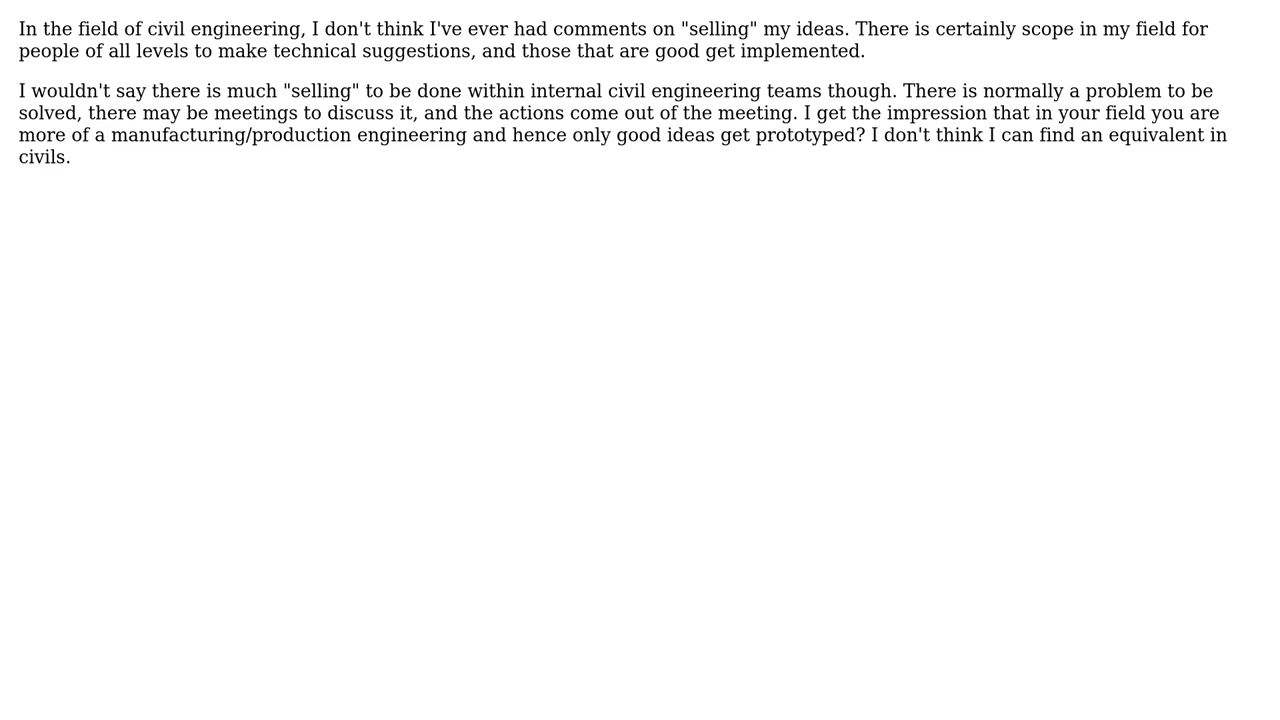 In the field of civil engineering, I don't think I've ever had comments on "selling" my ideas. There is certainly scope in my field for
people of all levels to make technical suggestions, and those that are good get implemented.
I wouldn't say there is much "selling" to be done within internal civil engineering teams though. There is normally a problem to be
solved, there may be meetings to discuss it, and the actions come out of the meeting. I get the impression that in your field you are
more of a manufacturing/production engineering and hence only good ideas get prototyped? I don't think I can find an equivalent in
civils.